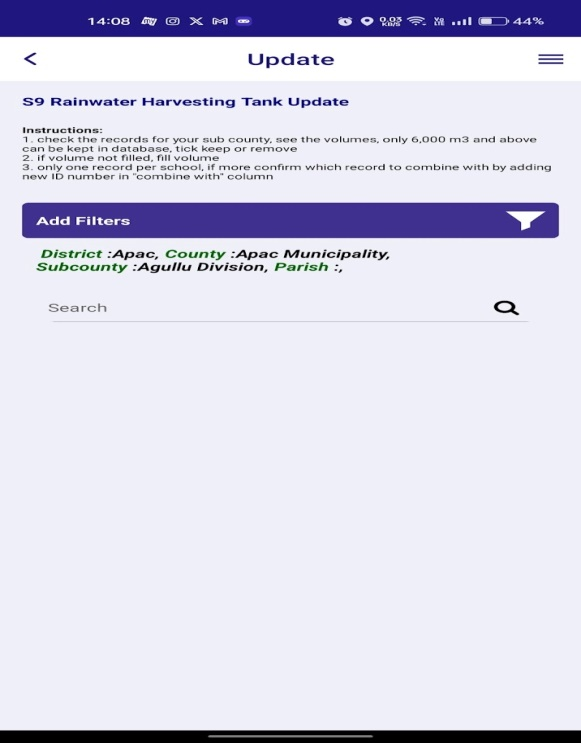 14:08
0.03 KB/S
Vo LTE
44%
Update
S9 Rainwater Harvesting Tank Update
Instructions:
1. check the records for your sub county, see the volumes, only 6,000 m3 and above
can be kept in database, tick keep or remove
2. if volume not filled, fill volume
3. only one record per school, if more confirm which record to combine with by adding
new ID number in "combine with" column
Add Filters
District :Apac, County :Apac Municipality,
Subcounty :Agullu Division, Parish :,
Search